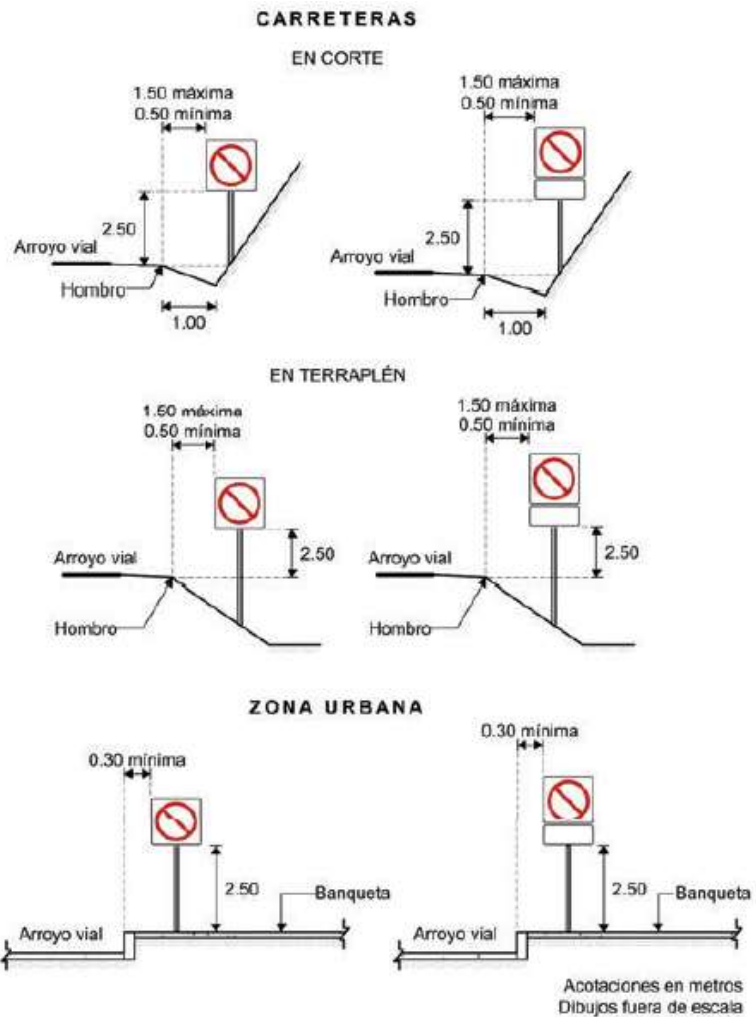 CARRETERAS
EN CORTE
1.50 máxima
0.50 mínima
2.50
Arroyo vial
Hombro
1.00
1.50 máxima
0.50 mínima
2.50
Arroyo vial
Hombro
1.00
EN TERRAPLÉN
1.50 máxima
0.50 mínima
2.50
Arroyo vial
Hombro
1.50 máxima
0.50 mínima
2.50
Arroyo vial
Hombro
ZONA URBANA
0.30 mínima
2.50
Banqueta
Arroyo vial
0.30 mínima
2.50
Banqueta
Arroyo vial
Acotaciones en metros
Dibujos fuera de escala